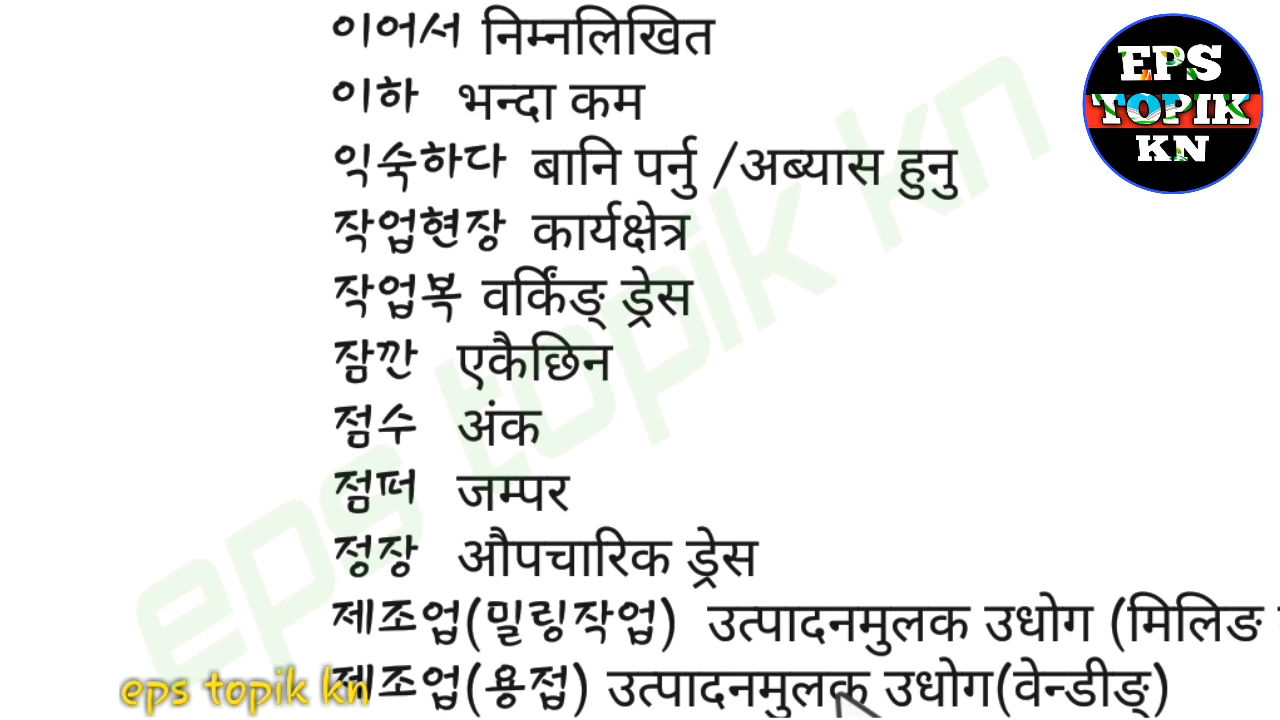 이어서 निम्नलिखित
이하 भन्दा कम
익숙하다 बानि पर्नु /अब्यास हुनु
작업현장 कार्यक्षेत्र
작업복 वर्किंङ् ड्रेस
잠깐 एकैछिन
점수 अंक
점퍼 जम्पर
정장 औपचारिक ड्रेस
제조업(밀링작업) उत्पादनमुलक उधोग (मिलिङ
제조업(용접) उत्पादनमुलक उधोग(वेन्डीङ्)
EPS
TOPIK
KN
eps topik kn
eps topik kn